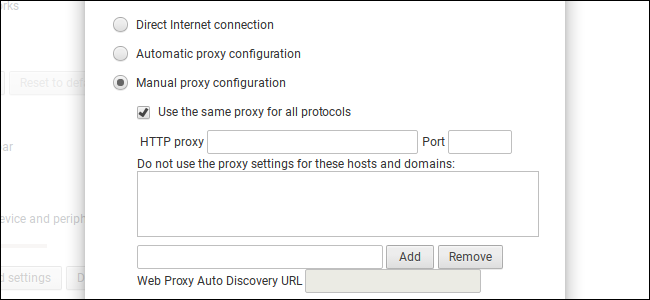 orks
Direct Internet connection
Automatic proxy configuration
Reset to def
Manual proxy configuration
Use the same proxy for all protocols
ar
HTTP proxy Port
Do not use the proxy settings for these hosts and domains:
evice and periph
Add Remove
d settings D
Web Proxy Auto Discovery URL